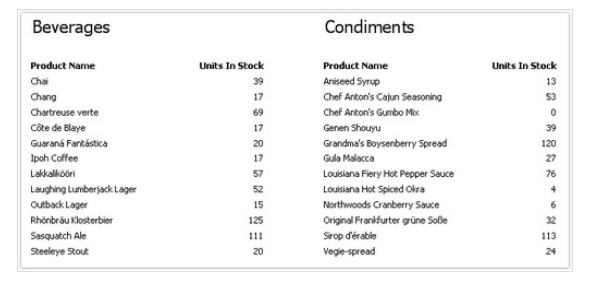 Beverages
Product Name Units In Stock
Chai 39
Chang 17
Chartreuse verte 69
Côte de Blaye 17
Guaraná Fantástica 20
Ipoh Coffee 17
Lakkalikööri 57
Laughing Lumberjack Lager 52
Outback Lager 15
Rhönbräu Klosterbier 125
Sasquatch Ale 111
Steeleye Stout 20
Condiments
Product Name Units In Stock
Aniseed Syrup 13
Chef Anton's Cajun Seasoning 53
Chef Anton's Gumbo Mix 0
Genen Shouyu 39
Grandma's Boysenberry Spread 120
Gula Malacca 27
Louisiana Fiery Hot Pepper Sauce 76
Louisiana Hot Spiced Okra 4
Northwoods Cranberry Sauce 6
Original Frankfurter grüne Soße 32
Sirop d'érable 113
Vegie-spread 24